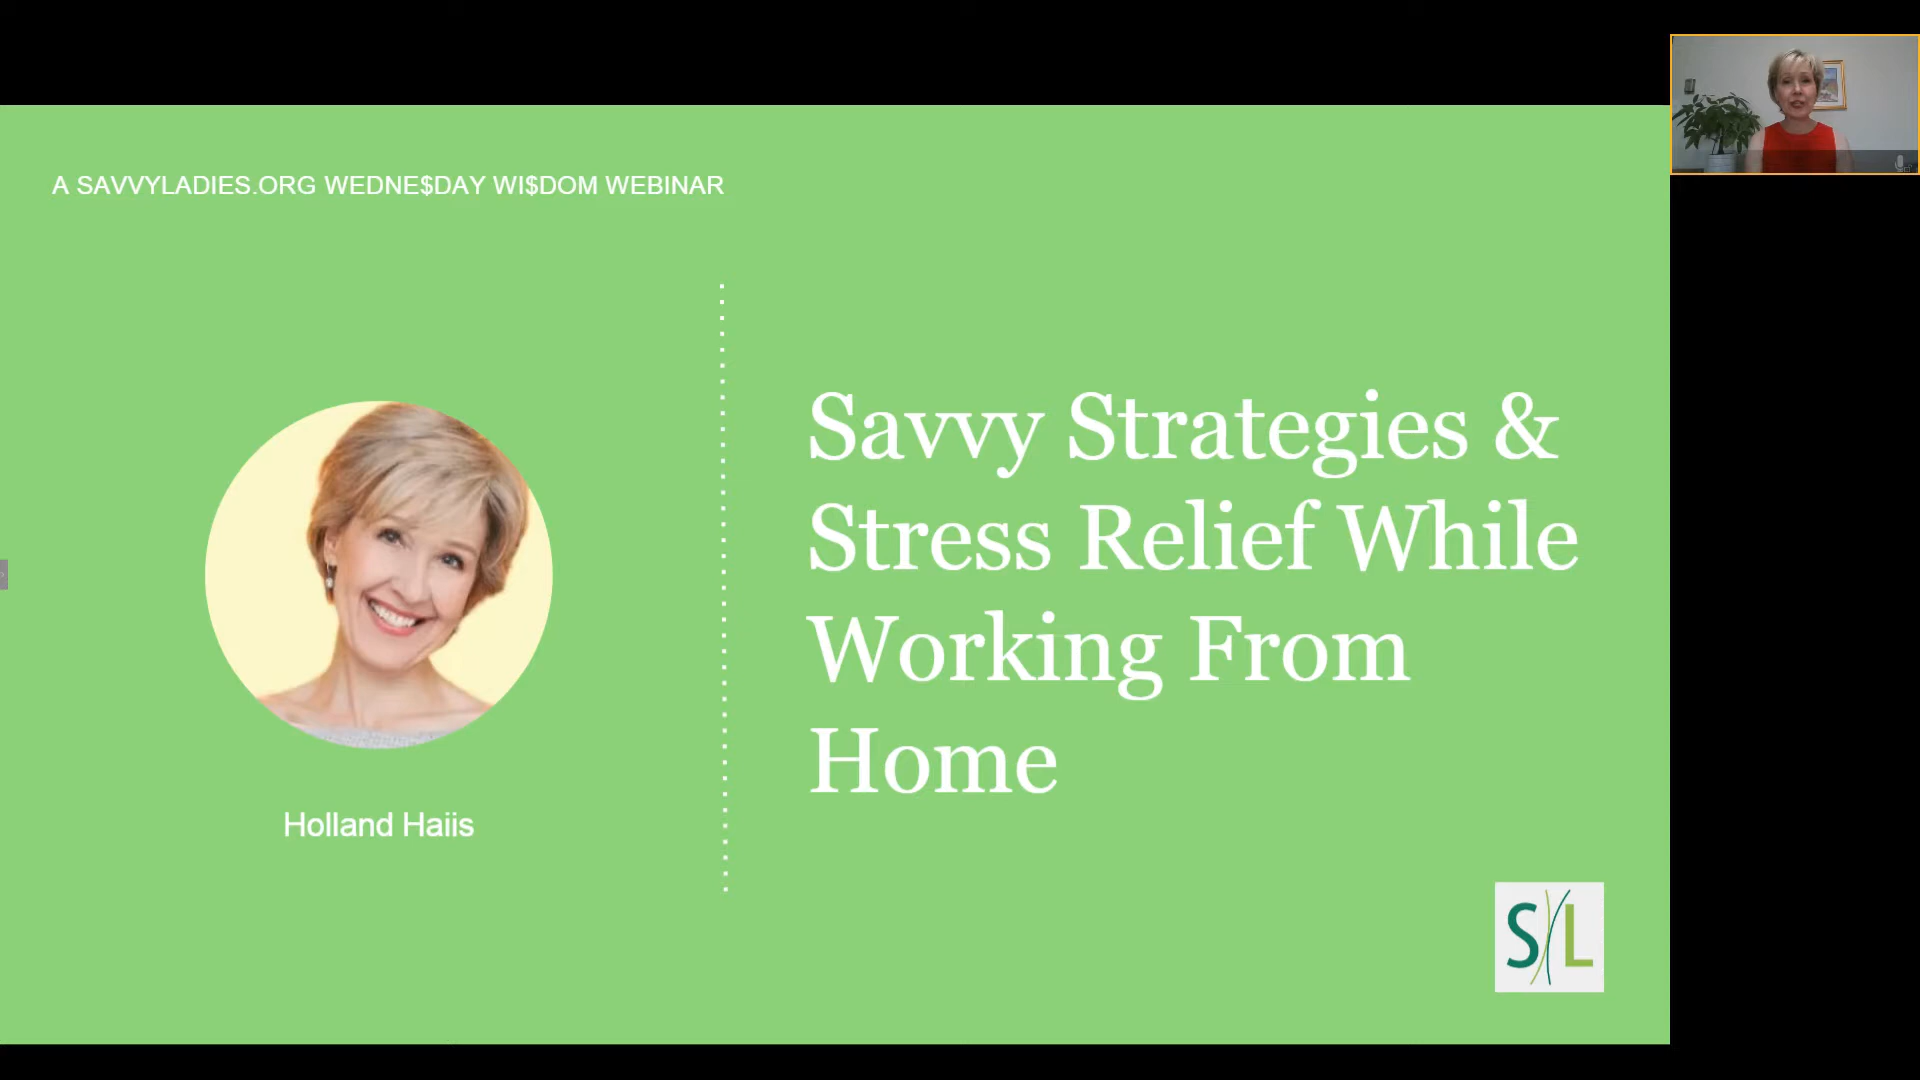 A SAVVYLADIES.ORG WEDNE$DAY WI$DOM WEBINAR
Savvy Strategies &
Stress Relief While
Working From
Home
Holland Haiis
S L